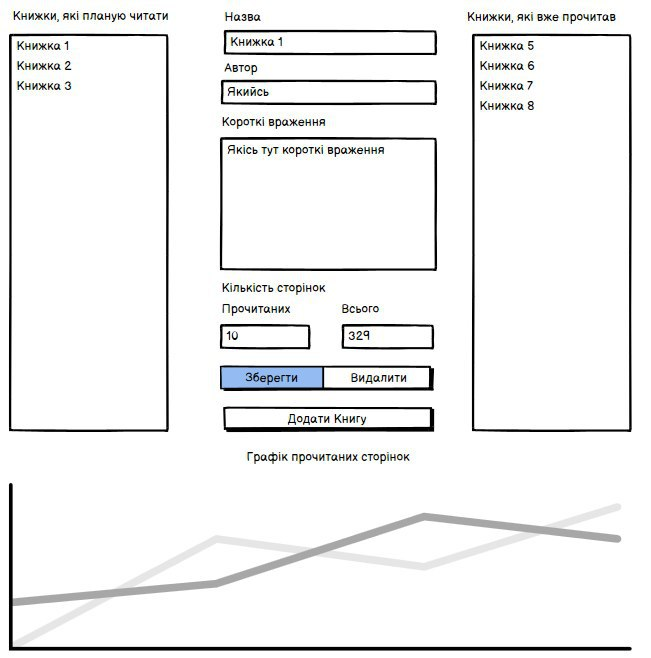 Книжки, які планую читати
Книжка 1
Книжка 2
Книжка 3
Назва
Книжка 1
Автор
Якийсь
Короткі враження
Якісь тут короткі враження
Кількість сторінок
Прочитаних
Всього
10
329
Зберегти
Видалити
Додати Книгу
Книжки, які вже прочитав
Книжка 5
Книжка 6
Книжка 7
Книжка 8
Графік прочитаних сторінок